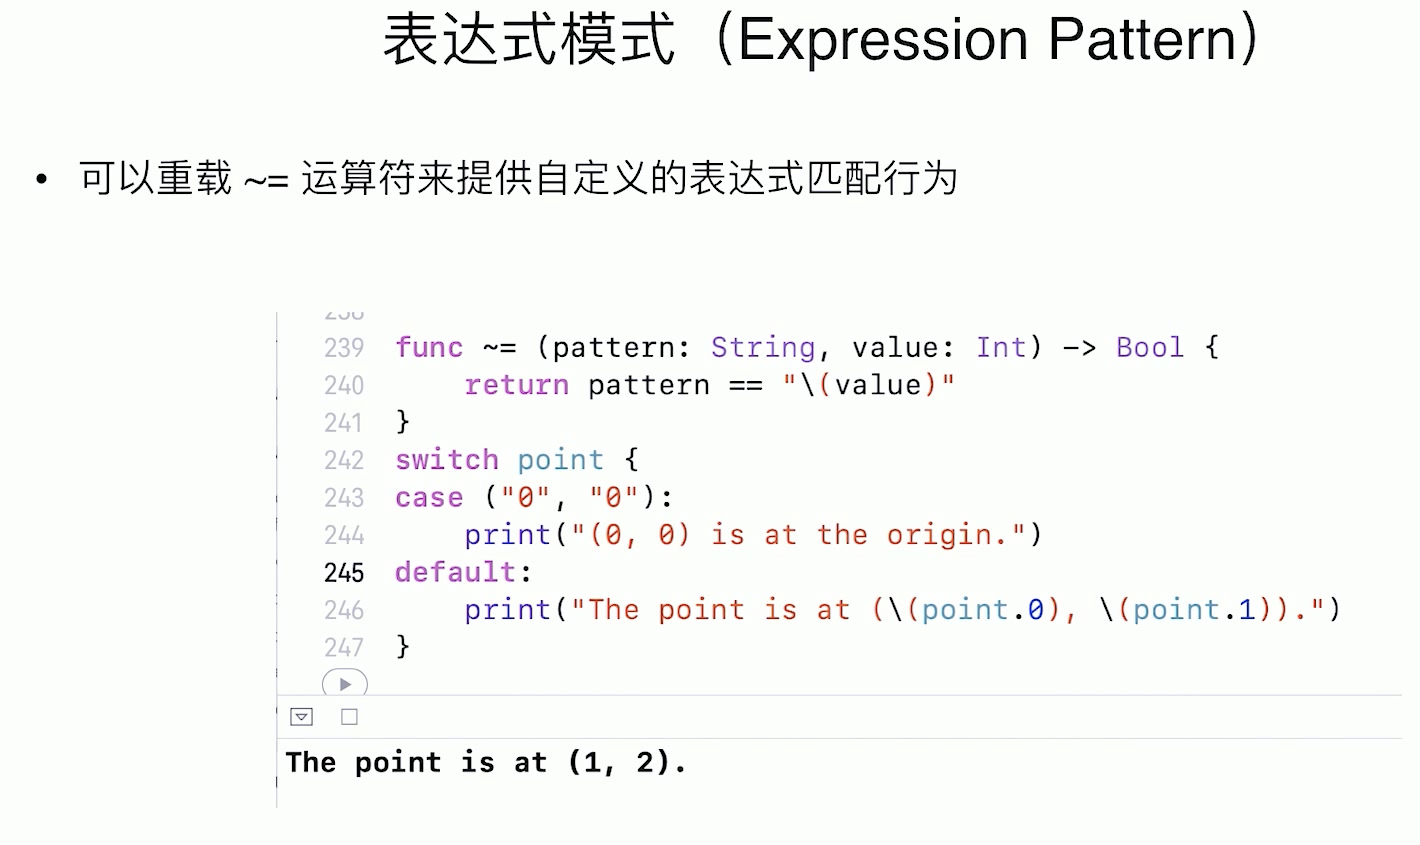 表达式模式（Expression Pattern）
• 可以重载 ~= 运算符来提供自定义的表达式匹配行为
238
239 func ~= (pattern: String, value: Int) -> Bool {
240     return pattern == "\(value)"
241 }
242 switch point {
243 case ("0", "0"):
244     print("(0, 0) is at the origin.")
245 default:
246     print("The point is at (\(point.0), \(point.1)).")
247 }
The point is at (1, 2).